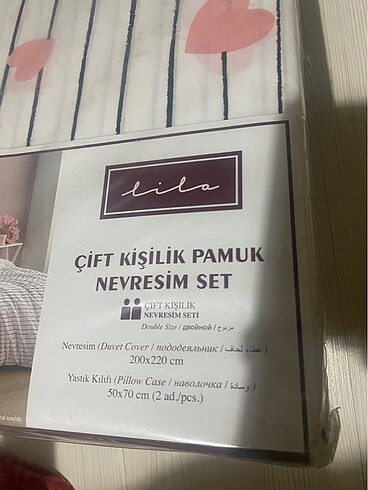 lila
ÇİFT KİŞİLİK PAMUK
NEVRESİM SET
ÇİFT KİŞİLİK
NEVRESİM SETİ
Double Size / двойной / مزدوج
Nevresim (Duvet Cover / пододеяльник / غطاء لحاف)
200x220 cm
Yastık Kılıfı (Pillow Case / наволочка / وسادة)
50x70 cm (2 ad./pcs.)